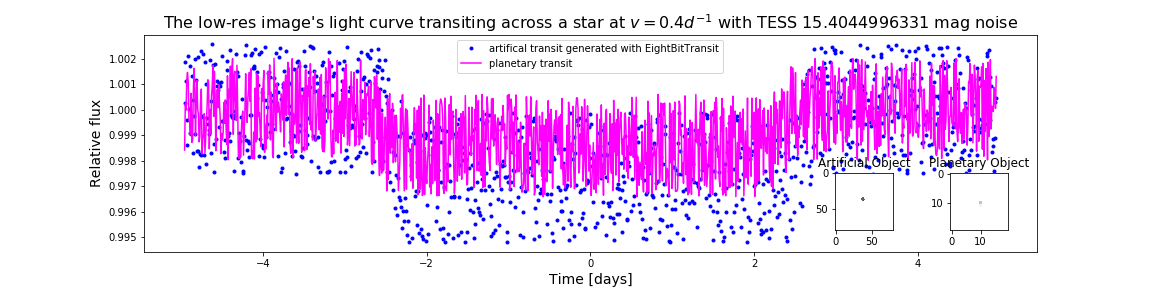 The low-res image's light curve transiting across a star at v = 0.4d⁻¹ with TESS 15.4044996331 mag noise
artifical transit generated with EightBitTransit
planetary transit
Relative flux
1.002
1.001
1.000
0.999
0.998
0.997
0.996
0.995
Artificial Object
0
50
0 50
Planetary Object
0
10
0 10
−4 −2 0 2 4
Time [days]